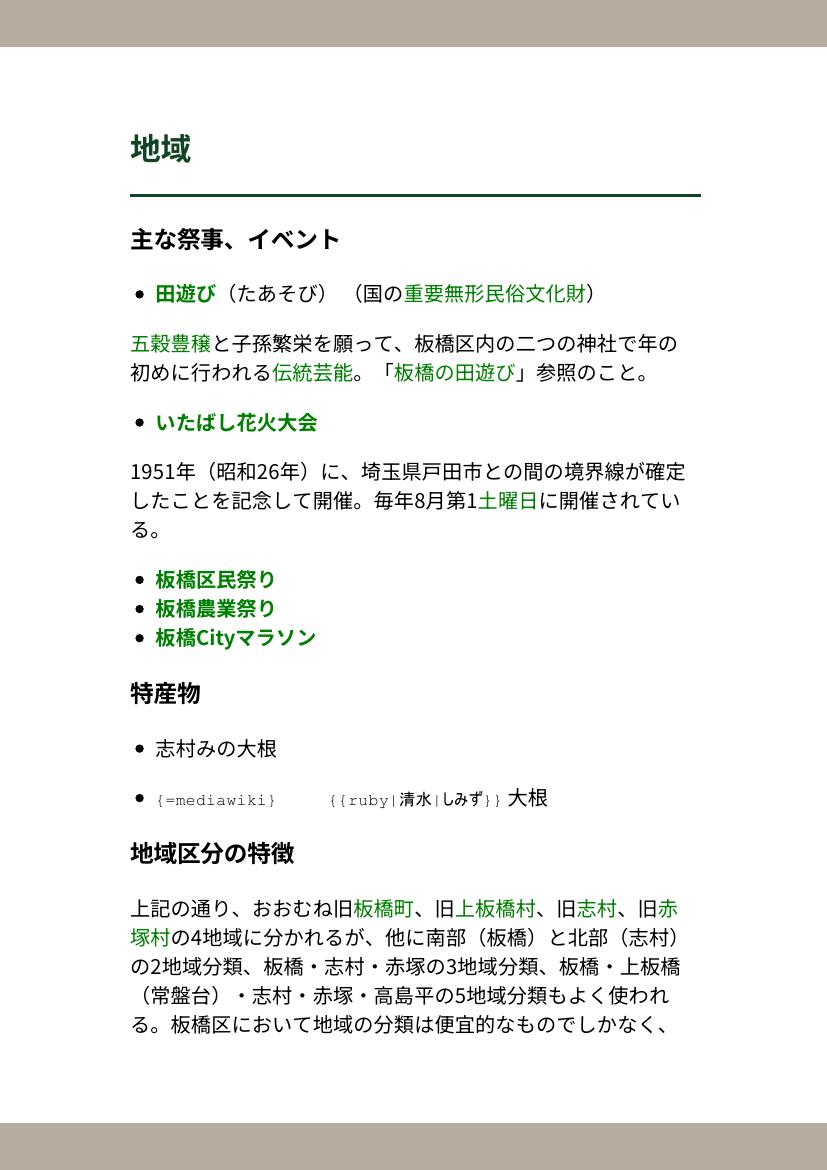 地域
主な祭事、イベント
• 田遊び（たあそび） （国の重要無形民俗文化財）
五穀豊穣と子孫繁栄を願って、板橋区内の二つの神社で年の
初めに行われる伝統芸能。「板橋の田遊び」参照のこと。
• いたばし花火大会
1951年（昭和26年）に、埼玉県戸田市との間の境界線が確定
したことを記念して開催。毎年8月第1土曜日に開催されてい
る。
• 板橋区民祭り
• 板橋農業祭り
• 板橋Cityマラソン
特産物
• 志村みの大根
• {=mediawiki} {{ruby|清水|しみず}} 大根
地域区分の特徴
上記の通り、おおむね旧板橋町、旧上板橋村、旧志村、旧赤
塚村の4地域に分かれるが、他に南部（板橋）と北部（志村）
の2地域分類、板橋・志村・赤塚の3地域分類、板橋・上板橋
（常盤台）・志村・赤塚・高島平の5地域分類もよく使われ
る。板橋区において地域の分類は便宜的なものでしかなく、